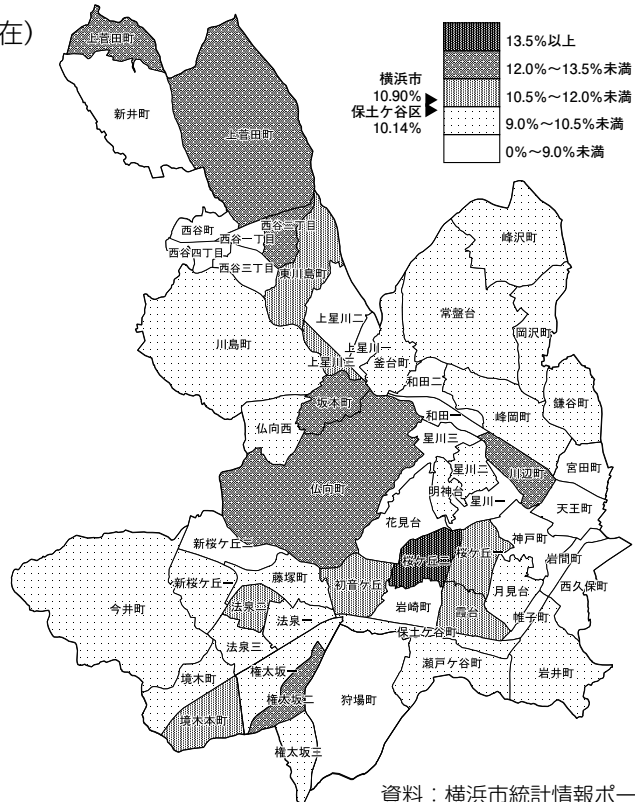 在)
13.5%以上
12.0%～13.5%未満
10.5%～12.0%未満
9.0%～10.5%未満
0%～9.0%未満
横浜市
10.90%
保土ケ谷区
10.14%
上菅田町
新井町
上菅田町
西谷町
西谷一丁目
西谷二丁目
西谷四丁目
西谷三丁目
東川島町
峰沢町
川島町
上星川二
常盤台
岡沢町
上星川一
上星川三
釜台町
和田二
坂本町
鎌谷町
仏向西
和田一
峰岡町
星川三
川辺町
宮田町
星川二
仏向町
明神台
星川一
天王町
花見台
神戸町
新桜ケ丘二
桜ケ丘二
桜ケ丘一
岩間町
新桜ケ丘一
藤塚町
初音ケ丘
月見台
西久保町
今井町
法泉二
岩崎町
霞台
法泉一
帷子町
保土ケ谷町
法泉三
権太坂一
瀬戸ケ谷町
岩井町
境木町
権太坂二
狩場町
境木本町
権太坂三
資料：横浜市統計情報ポー